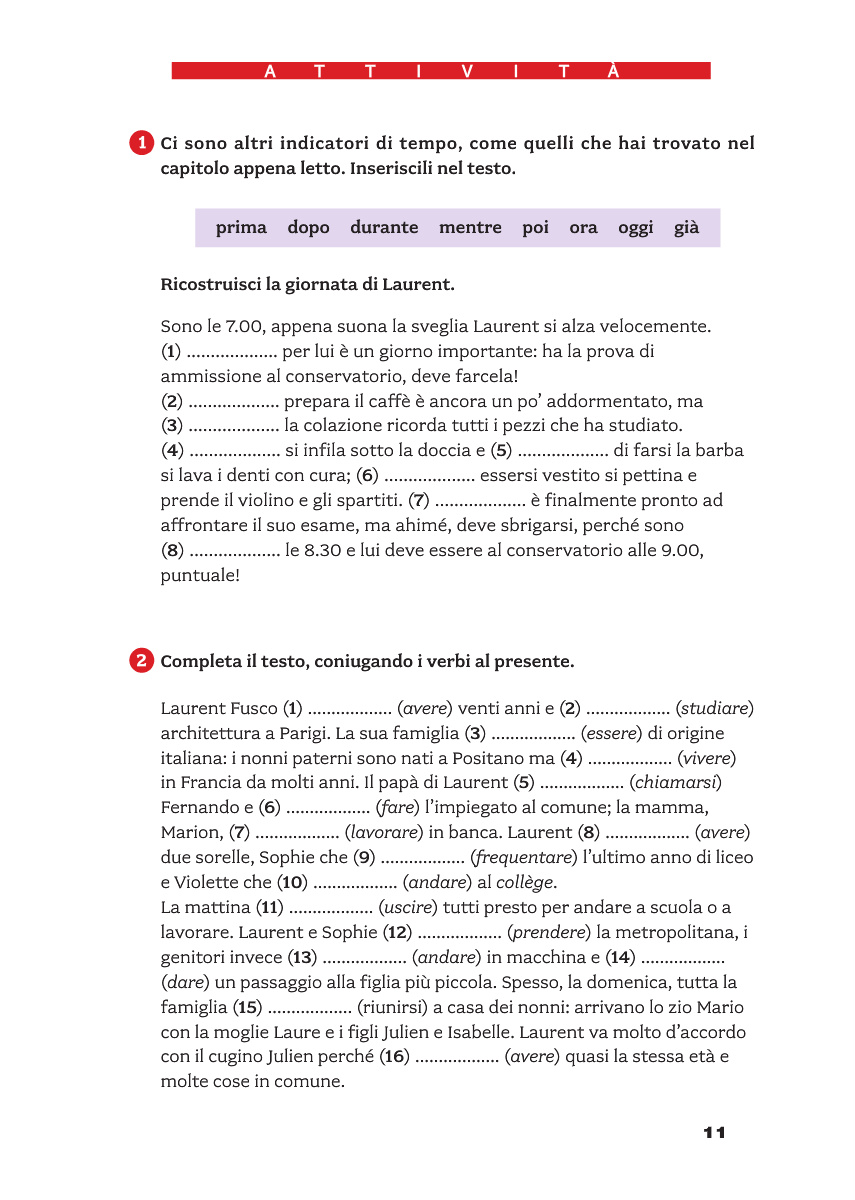 A T T I V I T À
1 Ci sono altri indicatori di tempo, come quelli che hai trovato nel
capitolo appena letto. Inseriscili nel testo.
prima dopo durante mentre poi ora oggi già
Ricostruisci la giornata di Laurent.
Sono le 7.00, appena suona la sveglia Laurent si alza velocemente.
(1) ................... per lui è un giorno importante: ha la prova di
ammissione al conservatorio, deve farcela!
(2) ................... prepara il caffè è ancora un po’ addormentato, ma
(3) ................... la colazione ricorda tutti i pezzi che ha studiato.
(4) ................... si infila sotto la doccia e (5) ................... di farsi la barba
si lava i denti con cura; (6) ................... essersi vestito si pettina e
prende il violino e gli spartiti. (7) ................... è finalmente pronto ad
affrontare il suo esame, ma ahimé, deve sbrigarsi, perché sono
(8) ................... le 8.30 e lui deve essere al conservatorio alle 9.00,
puntuale!
2 Completa il testo, coniugando i verbi al presente.
Laurent Fusco (1) ................. (avere) venti anni e (2) ................. (studiare)
architettura a Parigi. La sua famiglia (3) ................. (essere) di origine
italiana: i nonni paterni sono nati a Positano ma (4) ................. (vivere)
in Francia da molti anni. Il papà di Laurent (5) ................. (chiamarsi)
Fernando e (6) ................. (fare) l’impiegato al comune; la mamma,
Marion, (7) ................. (lavorare) in banca. Laurent (8) ................. (avere)
due sorelle, Sophie che (9) ................. (frequentare) l’ultimo anno di liceo
e Violette che (10) ................. (andare) al collège.
La mattina (11) ................. (uscire) tutti presto per andare a scuola o a
lavorare. Laurent e Sophie (12) ................. (prendere) la metropolitana, i
genitori invece (13) ................. (andare) in macchina e (14) .................
(dare) un passaggio alla figlia più piccola. Spesso, la domenica, tutta la
famiglia (15) ................. (riunirsi) a casa dei nonni: arrivano lo zio Mario
con la moglie Laure e i figli Julien e Isabelle. Laurent va molto d’accordo
con il cugino Julien perché (16) ................. (avere) quasi la stessa età e
molte cose in comune.
11